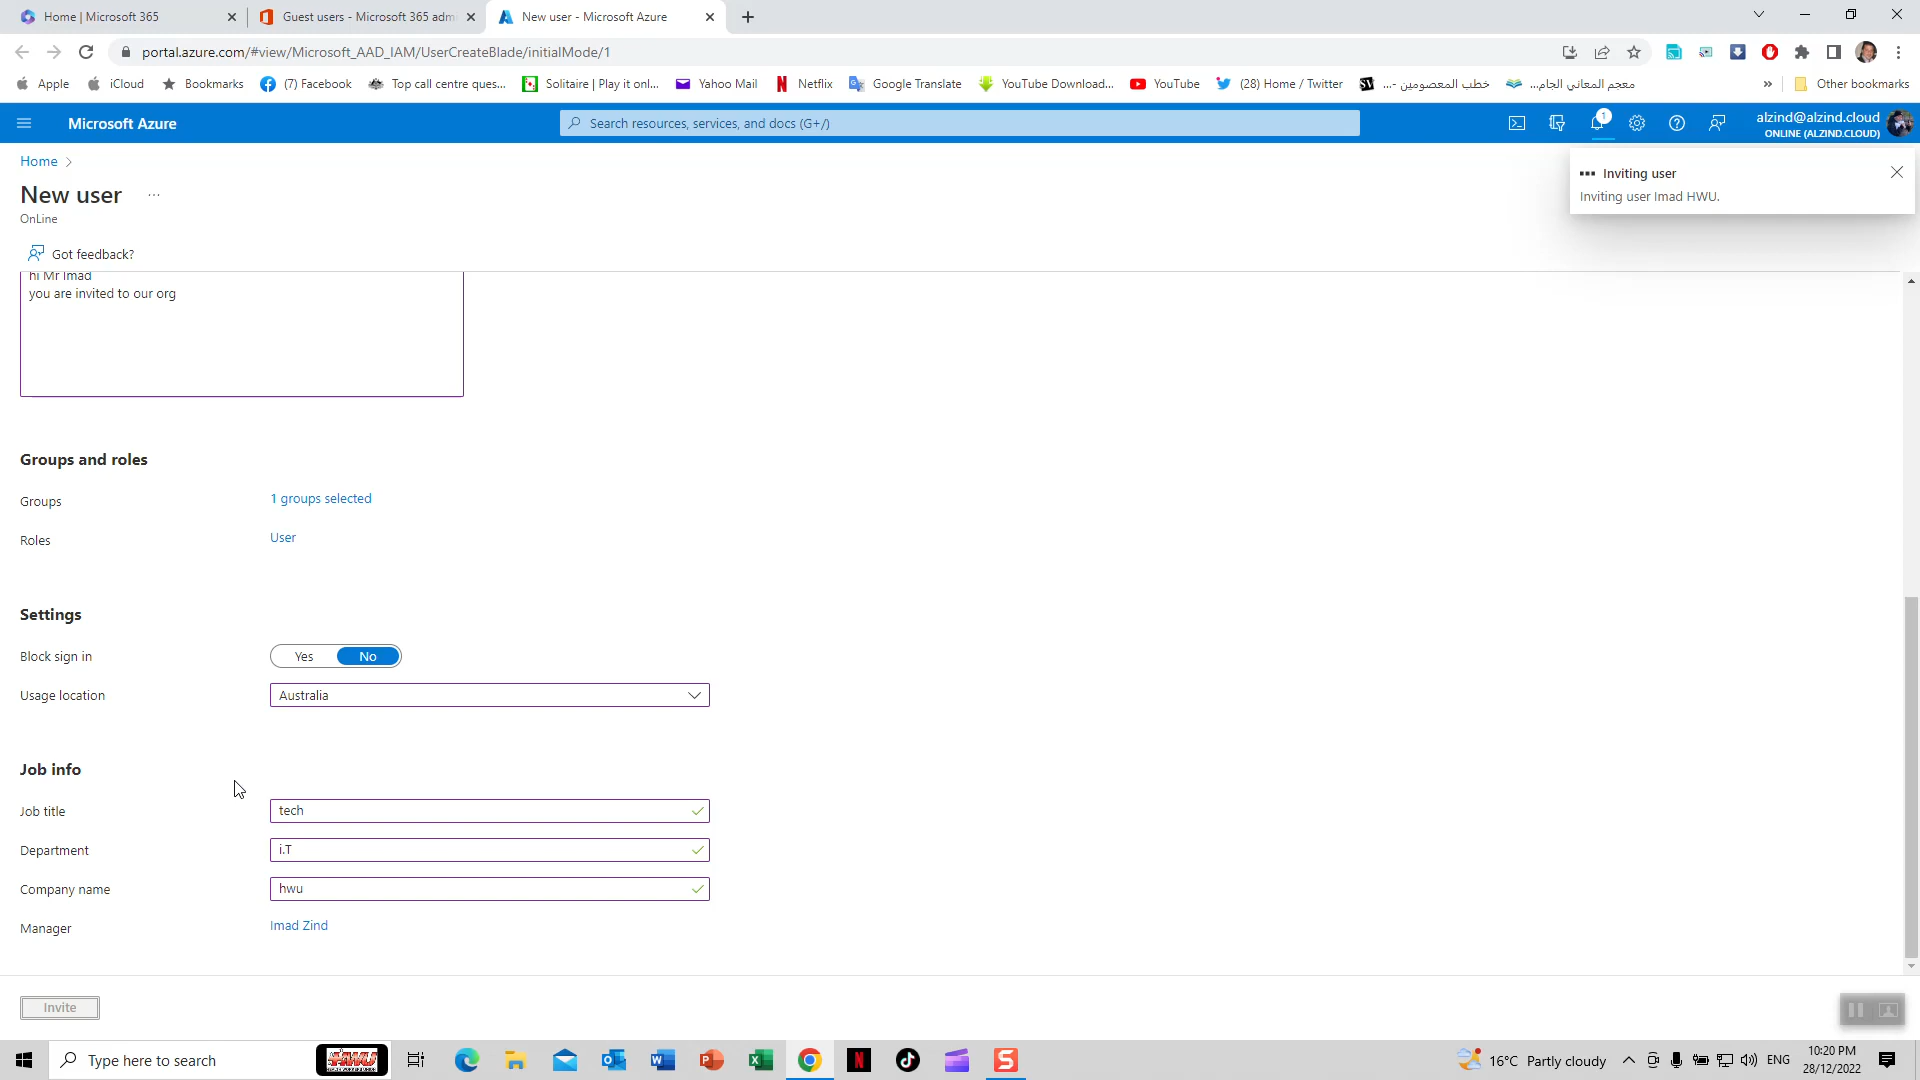 Home | Microsoft 365
Guest users - Microsoft 365 adm
New user - Microsoft Azure
portal.azure.com/#view/Microsoft_AAD_IAM/UserCreateBlade/initialMode/1
Apple
iCloud
Bookmarks
(7) Facebook
Top call centre ques...
Solitaire | Play it onl...
Yahoo Mail
Netflix
Google Translate
YouTube Download...
YouTube
(28) Home / Twitter
خطب المعصومين -...
معجم المعاني الجام...
»
Other bookmarks
Microsoft Azure
Search resources, services, and docs (G+/)
1
alzind@alzind.cloud
ONLINE (ALZIND.CLOUD)
Home >
New user ...
OnLine
Inviting user
Inviting user Imad HWU.
Got feedback?
hi Mr Imad
you are invited to our org
Groups and roles
Groups
1 groups selected
Roles
User
Settings
Block sign in
Yes No
Usage location
Australia
Job info
Job title
tech
Department
i.T
Company name
hwu
Manager
Imad Zind
Invite
Type here to search
16°C Partly cloudy
ENG
10:20 PM
28/12/2022